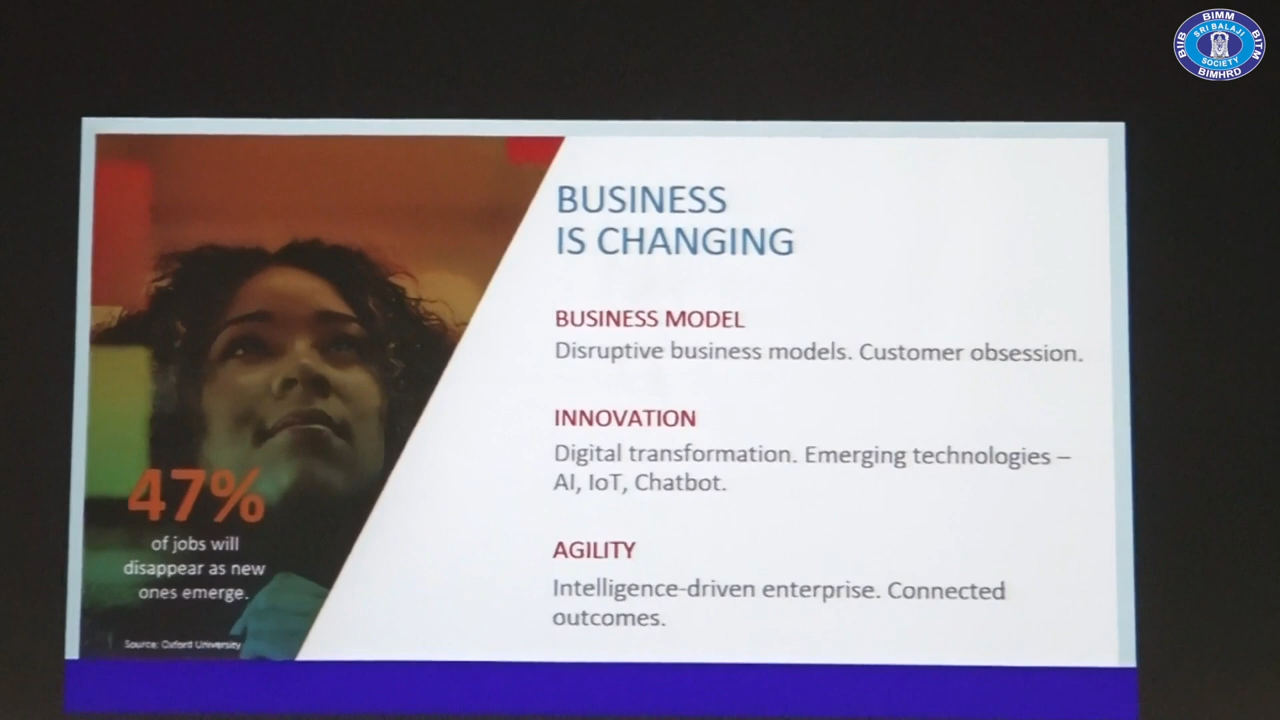 BIMM
BIIB
SRI BALAJI
SOCIETY
BITM
BIMHRD
BUSINESS
IS CHANGING
BUSINESS MODEL
Disruptive business models. Customer obsession.
INNOVATION
Digital transformation. Emerging technologies –
AI, IoT, Chatbot.
AGILITY
Intelligence-driven enterprise. Connected
outcomes.
47%
of jobs will
disappear as new
ones emerge.
Source: Oxford University